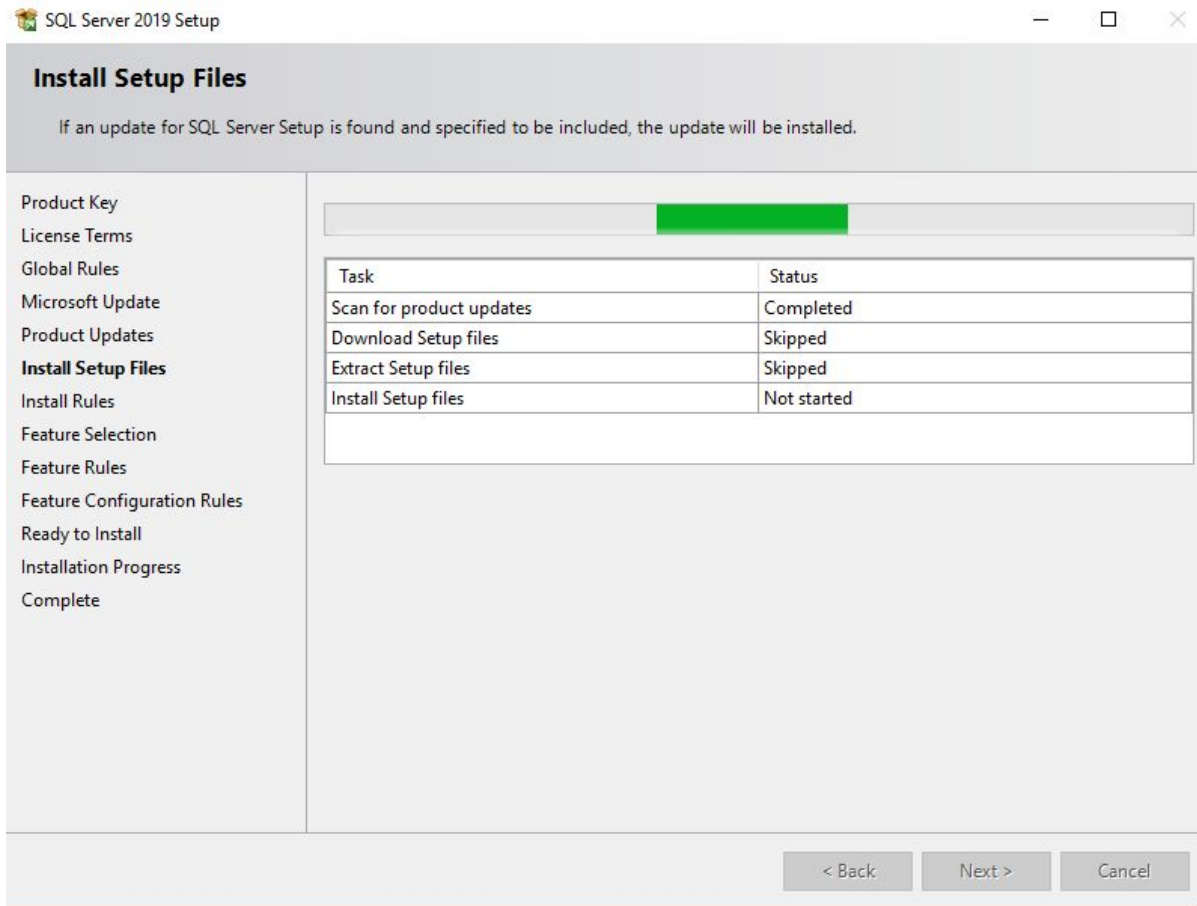 SQL Server 2019 Setup
Install Setup Files
If an update for SQL Server Setup is found and specified to be included, the update will be installed.
Product Key
License Terms
Global Rules
Microsoft Update
Product Updates
Install Setup Files
Install Rules
Feature Selection
Feature Rules
Feature Configuration Rules
Ready to Install
Installation Progress
Complete
Task Status
Scan for product updates Completed
Download Setup files Skipped
Extract Setup files Skipped
Install Setup files Not started
< Back Next > Cancel